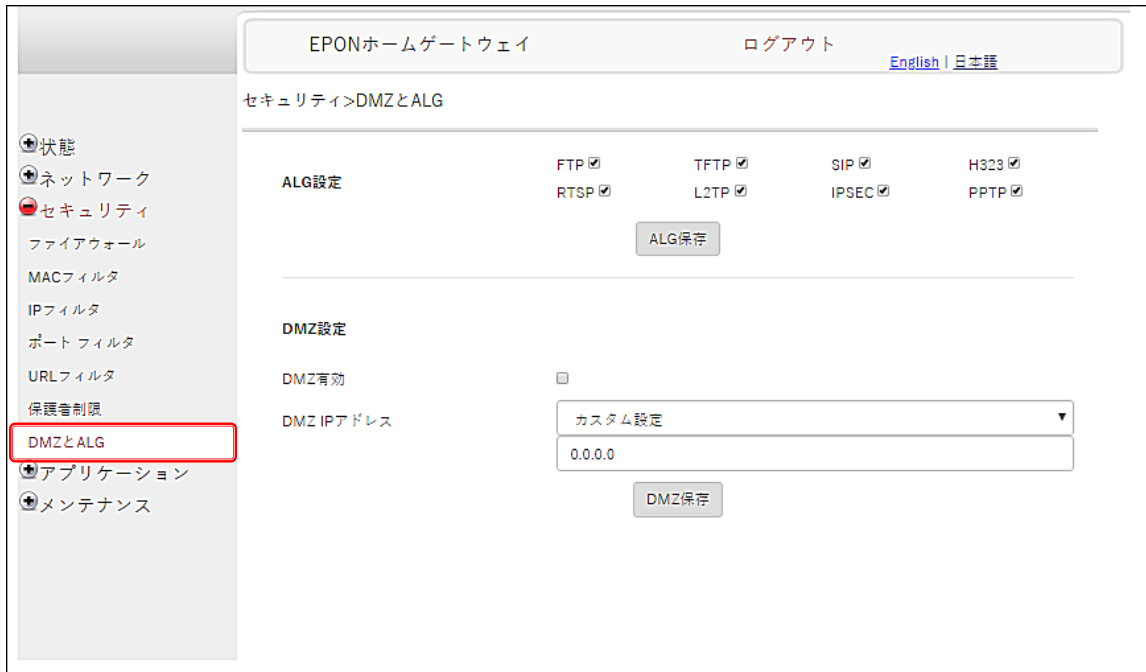 EPONホームゲートウェイ ログアウト
English | 日本語
セキュリティ>DMZとALG
状態
ネットワーク
セキュリティ
ファイアウォール
MACフィルタ
IPフィルタ
ポート フィルタ
URLフィルタ
保護者制限
DMZとALG
アプリケーション
メンテナンス
ALG設定
FTP TFTP SIP H323
RTSP L2TP IPSEC PPTP
ALG保存
DMZ設定
DMZ有効
DMZ IPアドレス カスタム設定
0.0.0.0
DMZ保存